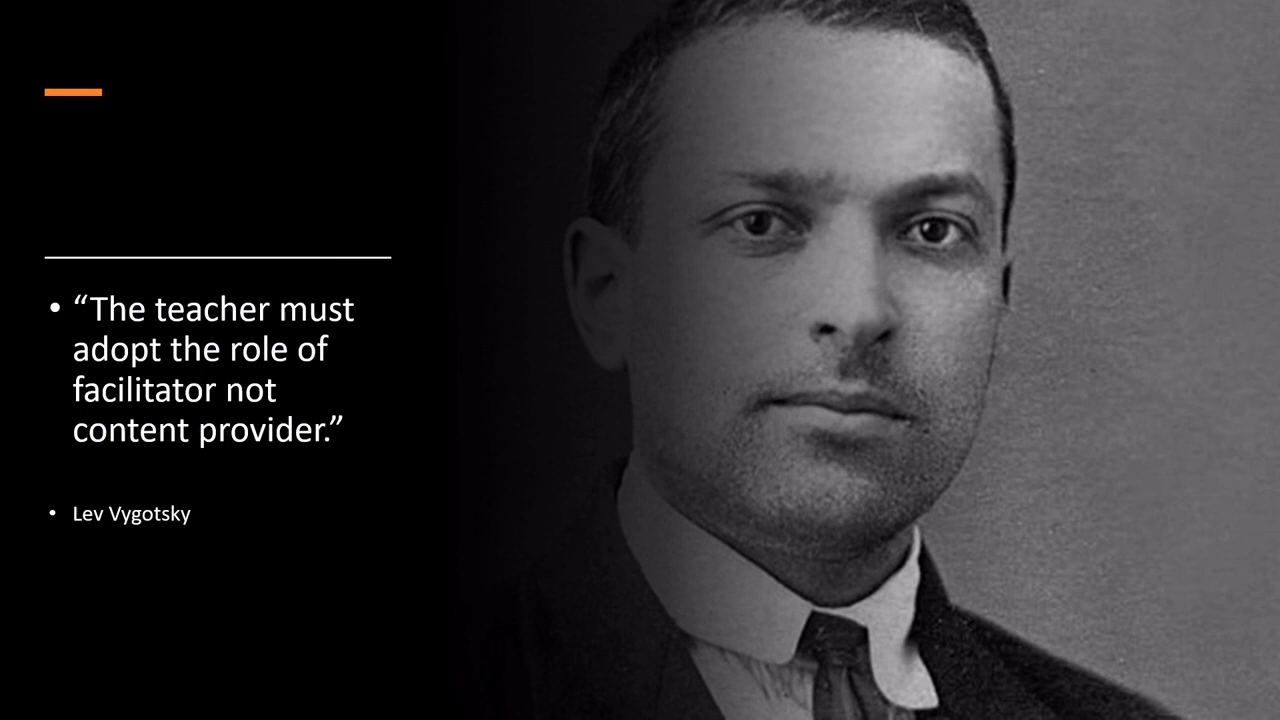 • “The teacher must
adopt the role of
facilitator not
content provider.”
• Lev Vygotsky